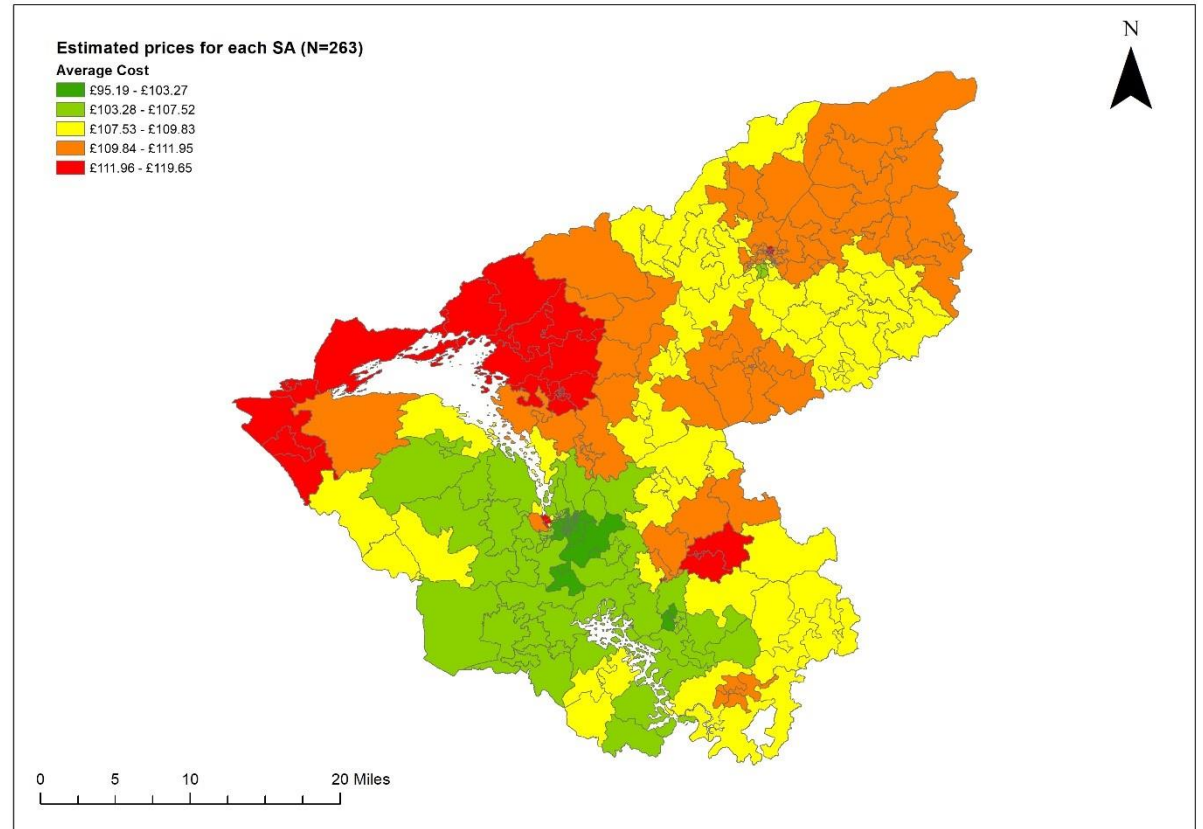 Estimated prices for each SA (N=263)
Average Cost
£95.19 - £103.27
£103.28 - £107.52
£107.53 - £109.83
£109.84 - £111.95
£111.96 - £119.65
N
0 5 10 20 Miles